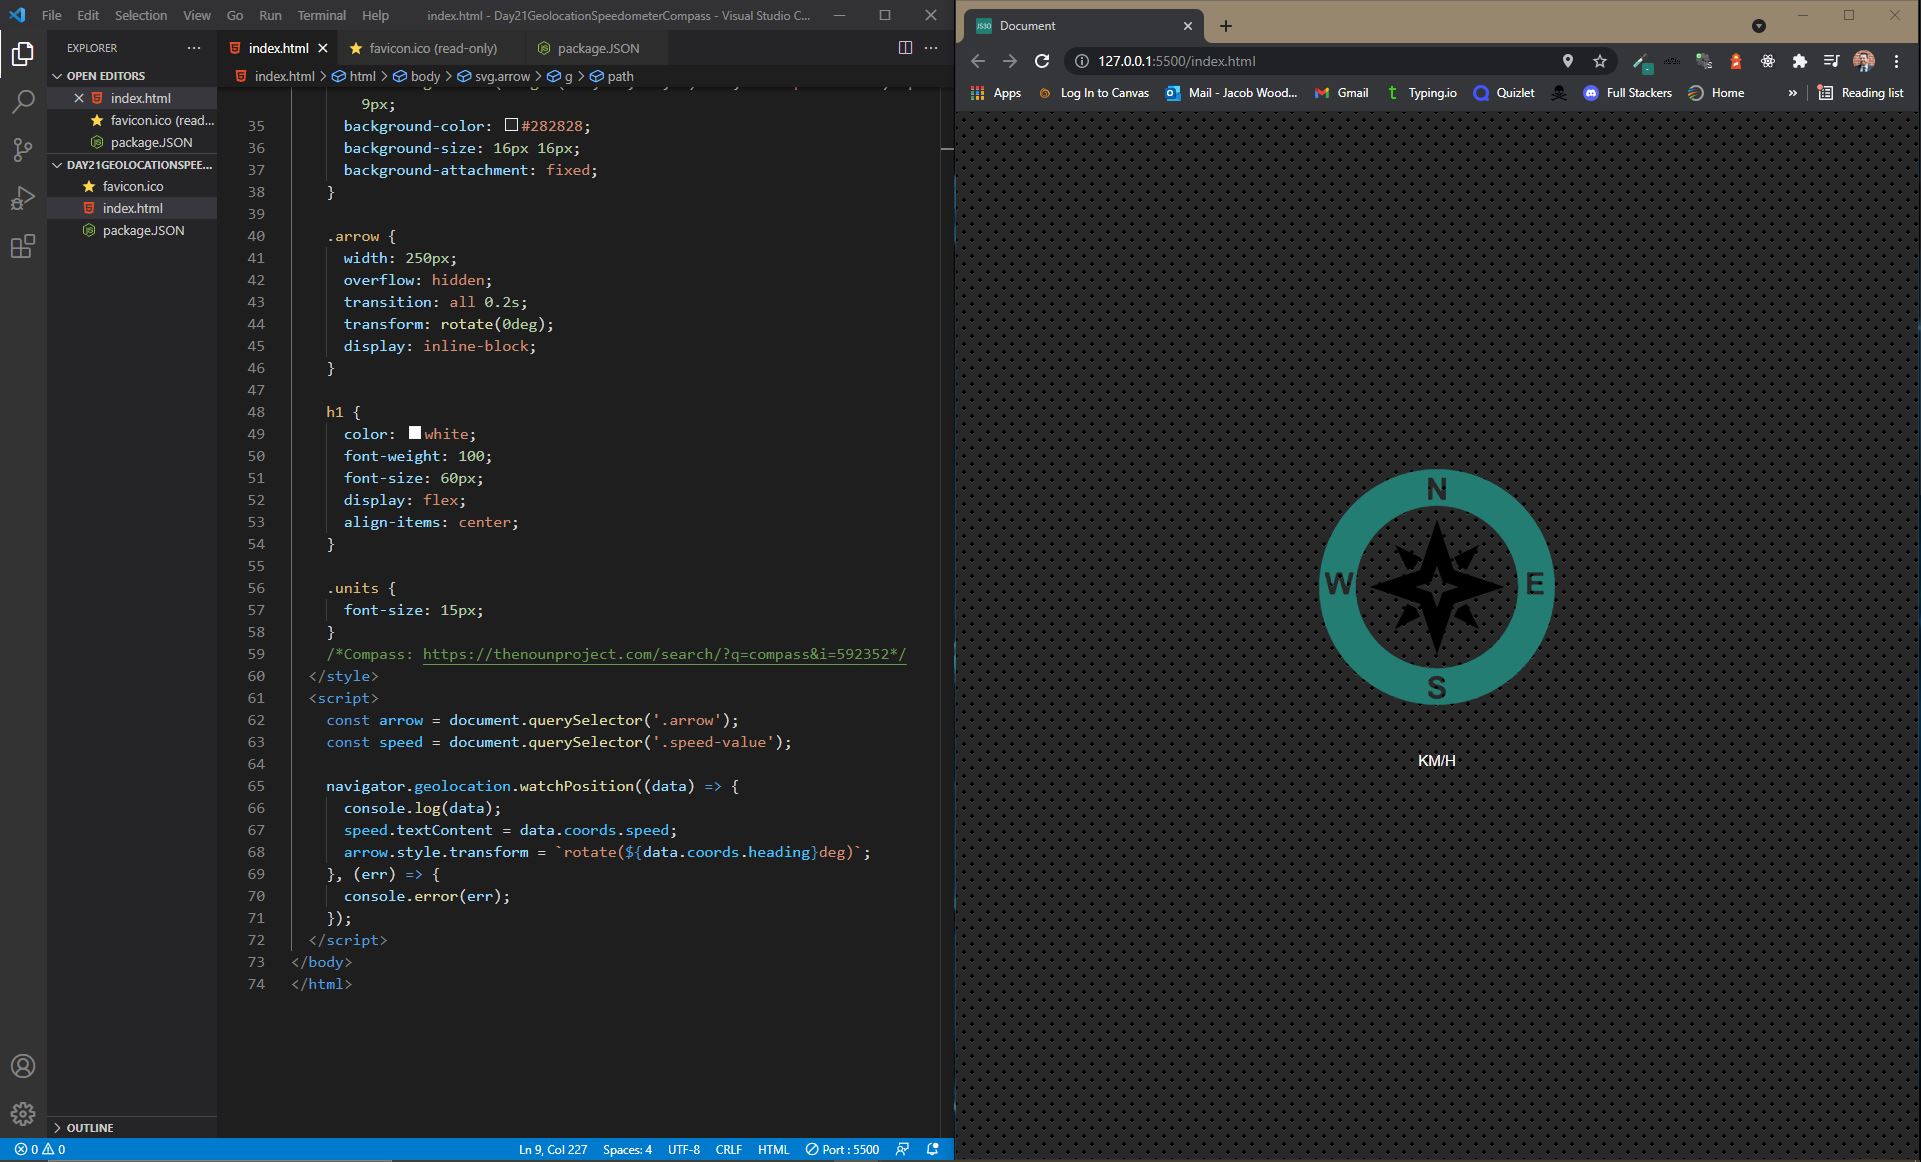 File Edit Selection View Go Run Terminal Help index.html - Day21GeolocationSpeedometerCompass - Visual Studio C...
EXPLORER ...
OPEN EDITORS
index.html
favicon.ico (read...
package.JSON
DAY21GEOLOCATIONSPEE...
favicon.ico
index.html
package.JSON
OUTLINE
index.html favicon.ico (read-only) package.JSON
index.html > html > body > svg.arrow > g > path
9px;
35 background-color: #282828;
36 background-size: 16px 16px;
37 background-attachment: fixed;
38 }
39
40 .arrow {
41 width: 250px;
42 overflow: hidden;
43 transition: all 0.2s;
44 transform: rotate(0deg);
45 display: inline-block;
46 }
47
48 h1 {
49 color: white;
50 font-weight: 100;
51 font-size: 60px;
52 display: flex;
53 align-items: center;
54 }
55
56 .units {
57 font-size: 15px;
58 }
59 /*Compass: https://thenounproject.com/search/?q=compass&i=592352*/
60 </style>
61 <script>
62 const arrow = document.querySelector('.arrow');
63 const speed = document.querySelector('.speed-value');
64
65 navigator.geolocation.watchPosition((data) => {
66 console.log(data);
67 speed.textContent = data.coords.speed;
68 arrow.style.transform = `rotate(${data.coords.heading}deg)`;
69 }, (err) => {
70 console.error(err);
71 });
72 </script>
73 </body>
74 </html>
0 0 Ln 9, Col 227 Spaces: 4 UTF-8 CRLF HTML Port : 5500
JS30 Document
127.0.0.1:5500/index.html
Apps Log In to Canvas Mail - Jacob Wood... Gmail Typing.io Quizlet Full Stackers Home » Reading list
N
W E
S
KM/H